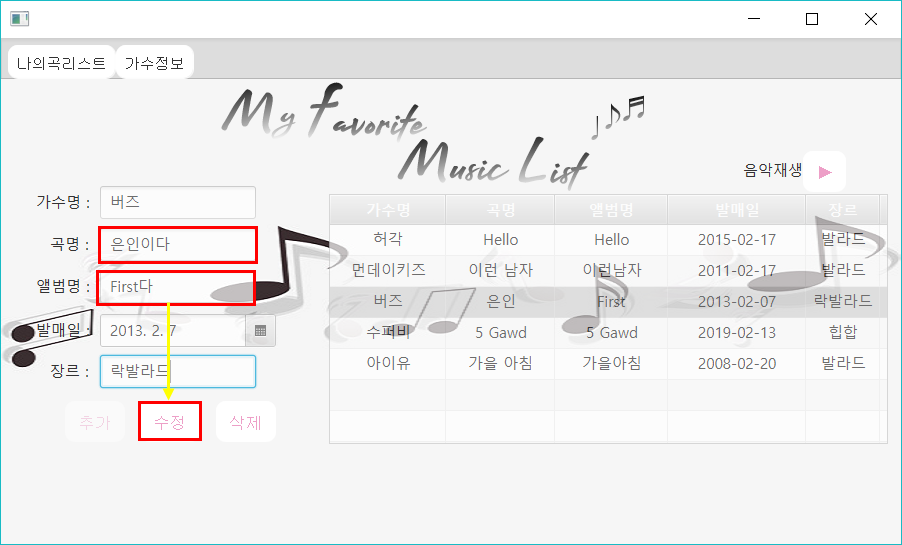 나의곡리스트 가수정보
My Favorite
Music List
음악재생
가수명 : 버즈
곡명 : 은인이다
앨범명 : First다
발매일 : 2013. 2. 7
장르 : 락발라드
추가 수정 삭제
가수명 곡명 앨범명 발매일 장르
허각 Hello Hello 2015-02-17 발라드
먼데이키즈 이런 남자 이런남자 2011-02-17 발라드
버즈 은인 First 2013-02-07 락발라드
수퍼비 5 Gawd 5 Gawd 2019-02-13 힙합
아이유 가을 아침 가을아침 2008-02-20 발라드